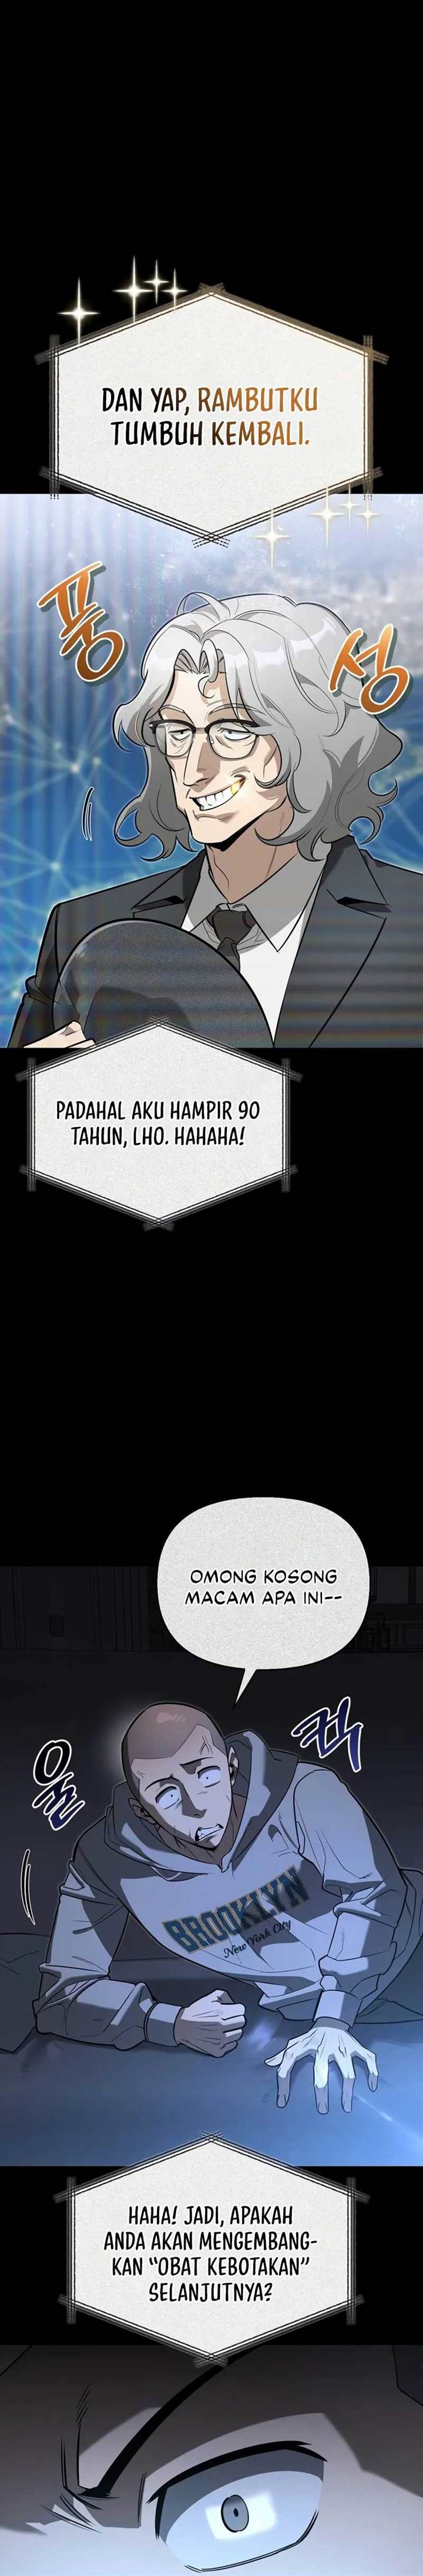 DAN YAP, RAMBUTKU
TUMBUH KEMBALI.
풍
성
PADAHAL AKU HAMPIR 90
TAHUN, LHO. HAHAHA!
OMONG KOSONG
MACAM APA INI--
울
컥
BROOKLYN
New York City
HAHA! JADI, APAKAH
ANDA AKAN MENGEMBANG-
KAN “OBAT KEBOTAKAN”
SELANJUTNYA?